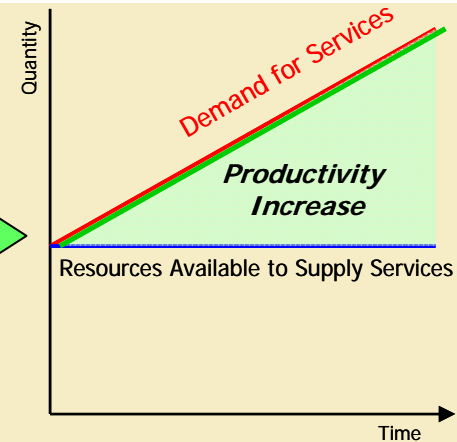 Quantity
Demand for Services
Productivity
Increase
Resources Available to Supply Services
Time